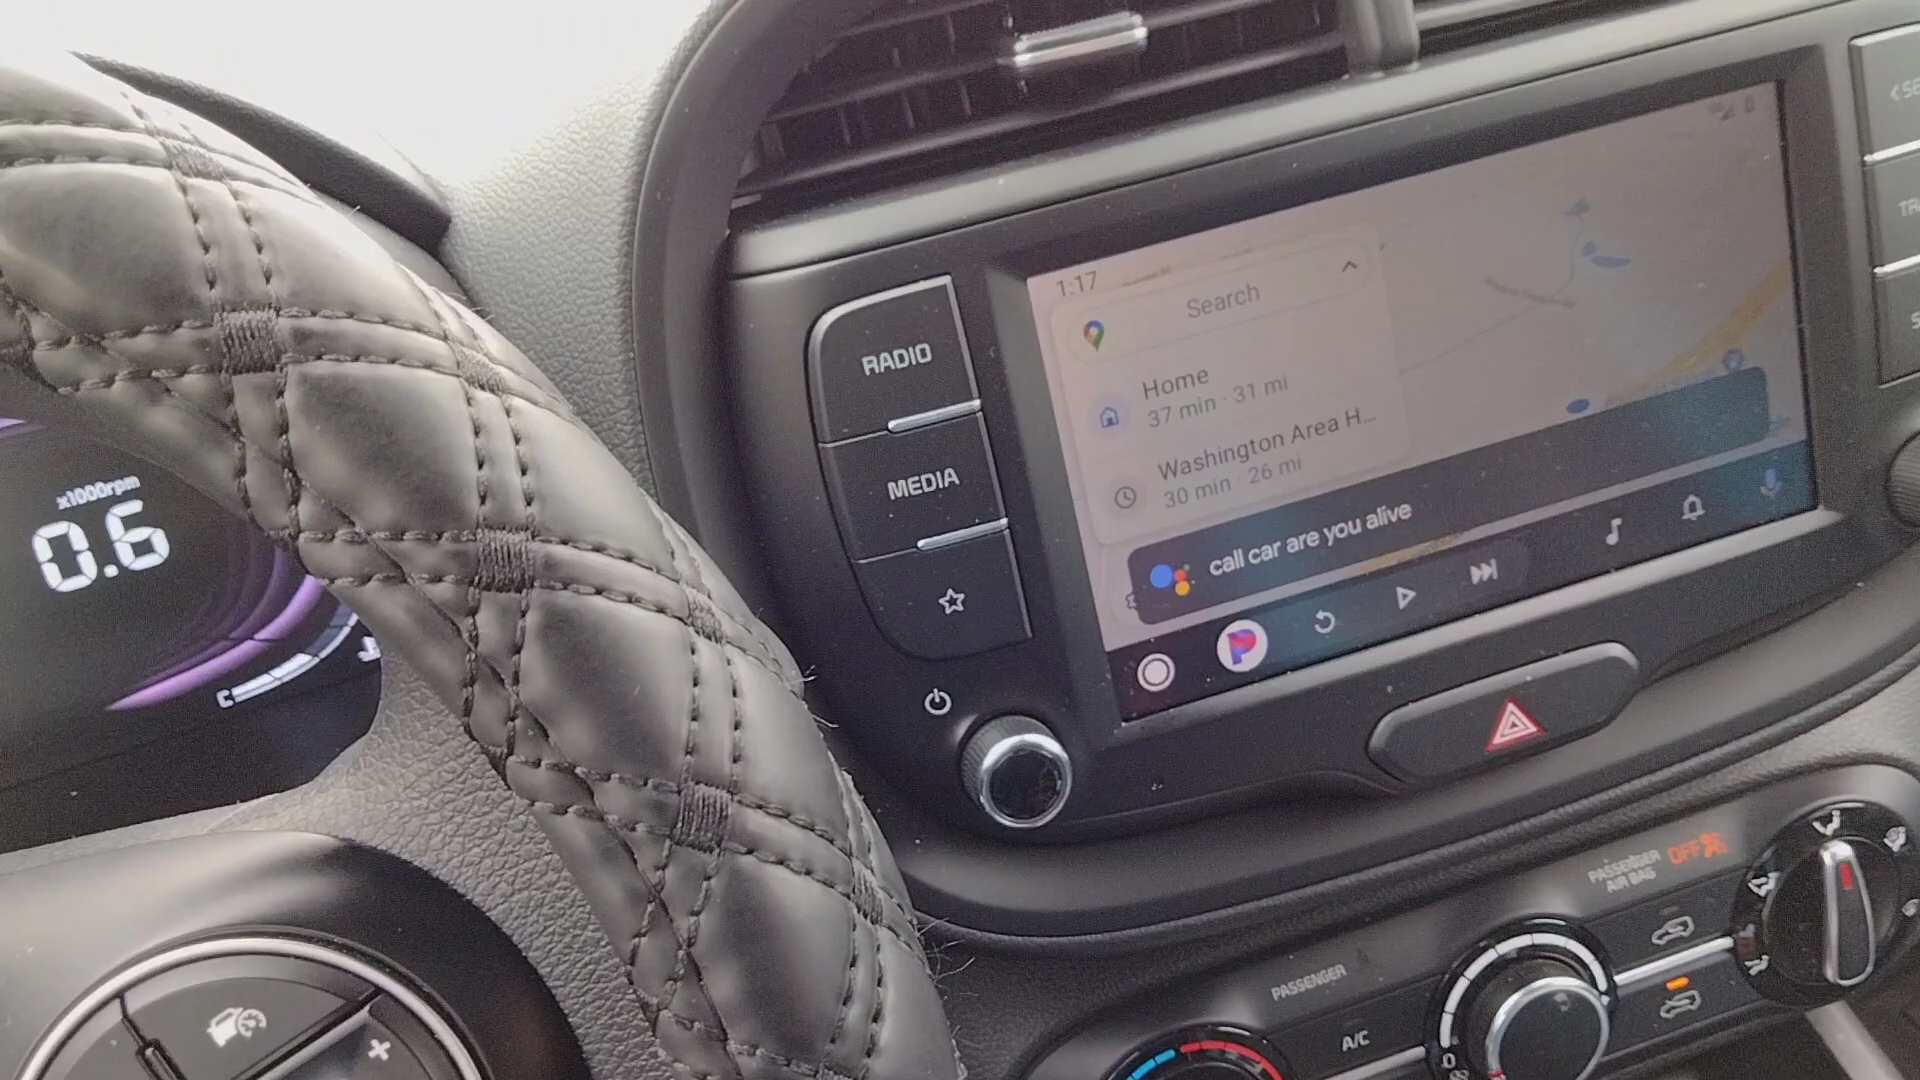 x1000rpm
0.6
C
RADIO
MEDIA
1:17
Search
Home
37 min · 31 mi
Washington Area H...
30 min · 26 mi
call car are you alive
PASSENGER
AIR BAG
OFF
PASSENGER
A/C
0